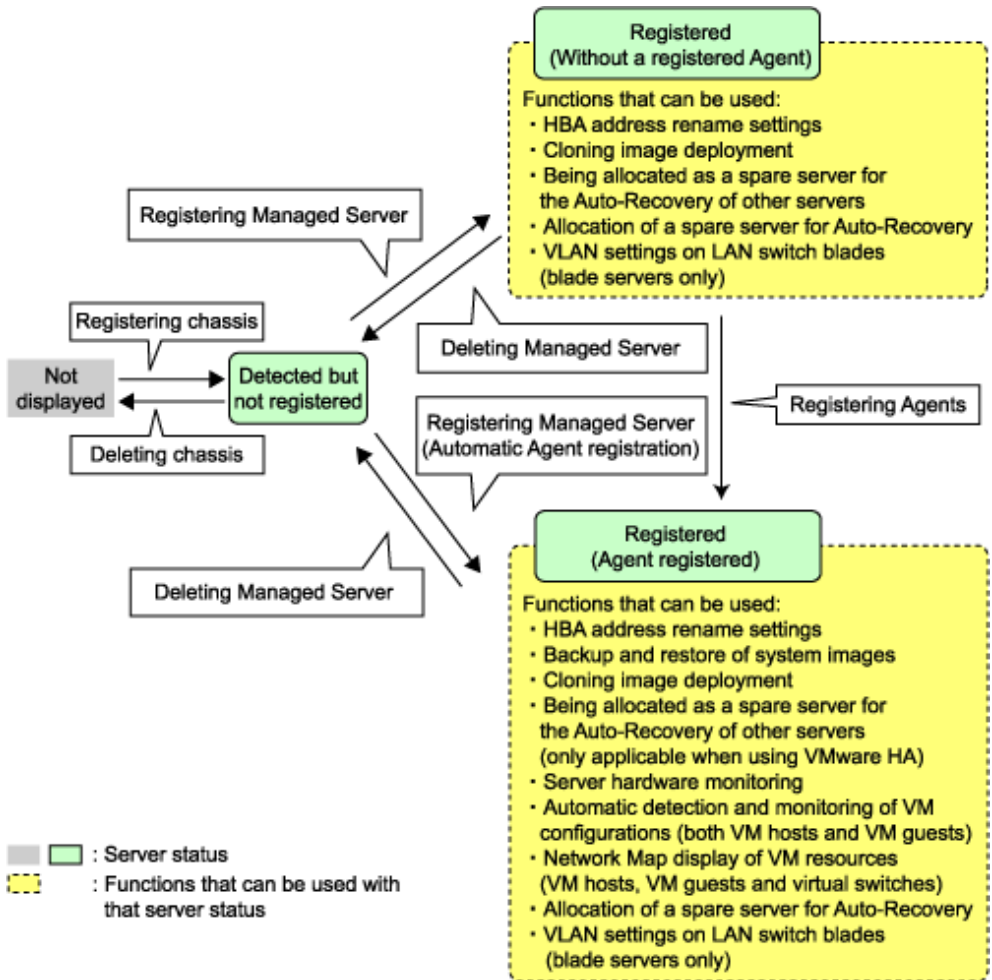 Registered
(Without a registered Agent)
Functions that can be used:
・HBA address rename settings
・Cloning image deployment
・Being allocated as a spare server for
the Auto-Recovery of other servers
・Allocation of a spare server for Auto-Recovery
・VLAN settings on LAN switch blades
(blade servers only)
Registering Managed Server
Registering chassis
Deleting Managed Server
Not
displayed
Detected but
not registered
Registering Agents
Registering Managed Server
(Automatic Agent registration)
Deleting chassis
Deleting Managed Server
Registered
(Agent registered)
Functions that can be used:
・HBA address rename settings
・Backup and restore of system images
・Cloning image deployment
・Being allocated as a spare server for
the Auto-Recovery of other servers
(only applicable when using VMware HA)
・Server hardware monitoring
・Automatic detection and monitoring of VM
configurations (both VM hosts and VM guests)
・Network Map display of VM resources
(VM hosts, VM guests and virtual switches)
・Allocation of a spare server for Auto-Recovery
・VLAN settings on LAN switch blades
(blade servers only)
: Server status
: Functions that can be used with
that server status